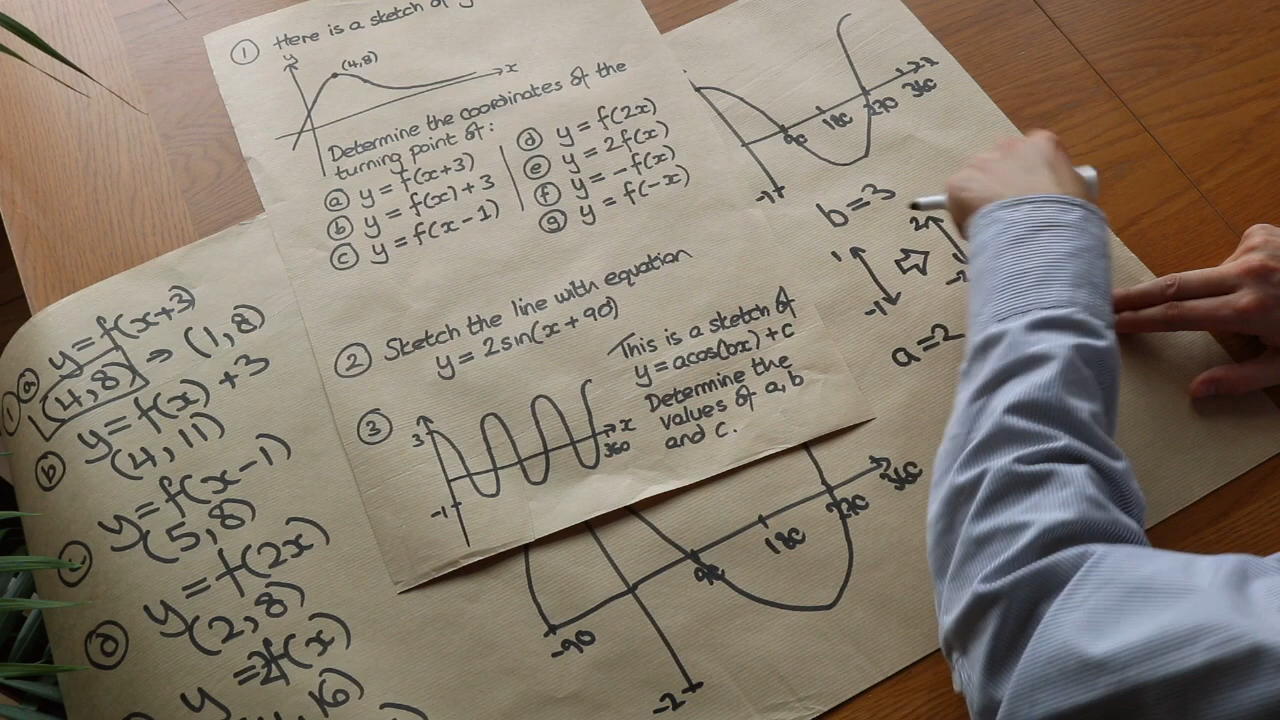 ① Here is a sketch of y
y
(4,8)
x
Determine the coordinates of the
turning point of:
ⓐ y = f(x+3)
ⓑ y = f(x) + 3
ⓒ y = f(x-1)
ⓓ y = f(2x)
ⓔ y = 2f(x)
ⓕ y = -f(x)
ⓖ y = f(-x)
② Sketch the line with equation
y = 2sin(x + 90)
③
3
-1
x
360
This is a sketch of
y = acos(bx) + c
Determine the
values of a, b
and c.
① ⓐ y = f(x+3)
(4,8) ⇒ (1,8)
ⓑ y = f(x) + 3
(4,11)
ⓒ y = f(x-1)
(5,8)
ⓓ y = f(2x)
(2,8)
y = 2f(x)
16)
90
180
270
360
-1
b=3
1
-1
2
a=2
-90
90
180
270
360
-2